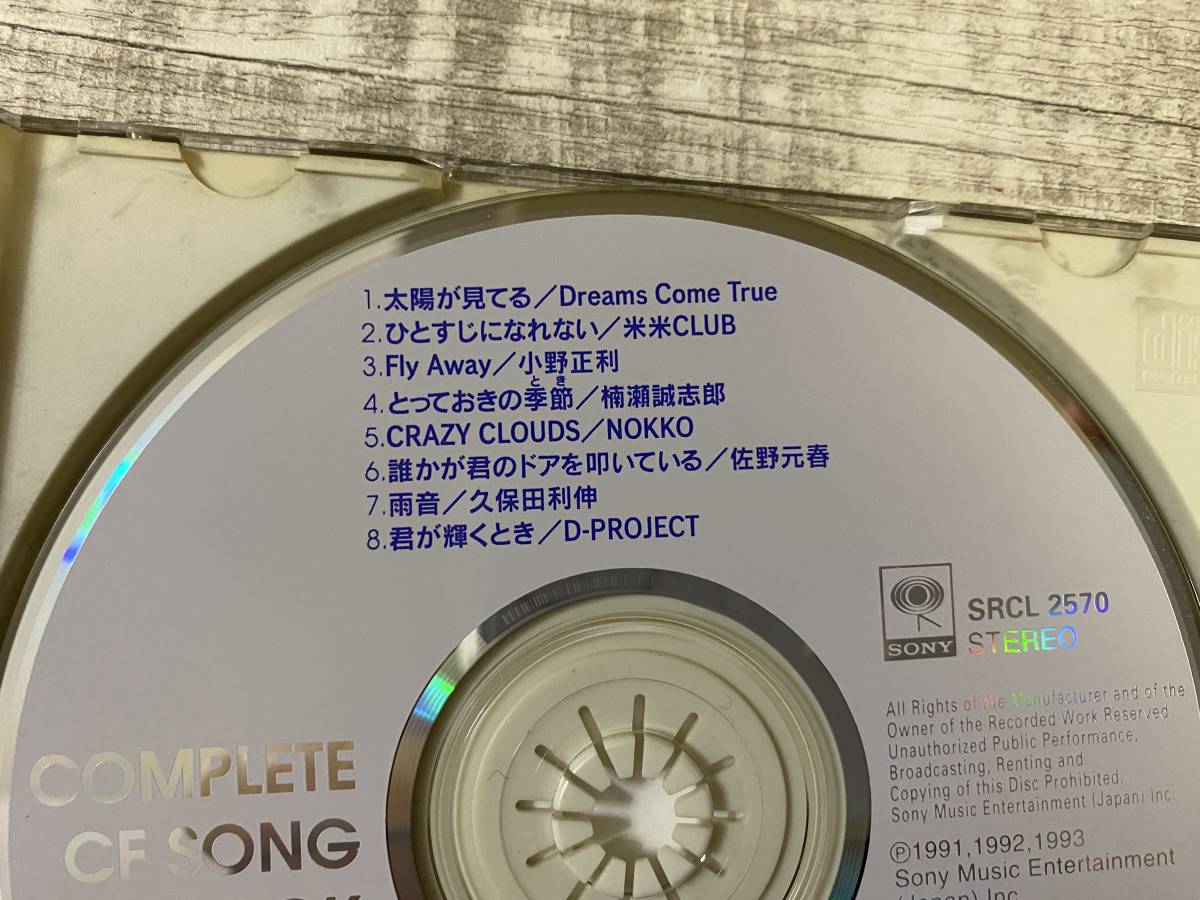 1.太陽が見てる／Dreams Come True
2.ひとすじになれない／米米CLUB
3.Fly Away／小野正利
とき
4.とっておきの季節／楠瀬誠志郎
5.CRAZY CLOUDS／NOKKO
6.誰かが君のドアを叩いている／佐野元春
7.雨音／久保田利伸
8.君が輝くとき／D-PROJECT
SONY
SRCL 2570
STEREO
All Rights of the Manufacturer and of the
Owner of the Recorded Work Reserved.
Unauthorized Public Performance,
Broadcasting, Renting and
Copying of this Disc Prohibited.
Sony Music Entertainment (Japan) Inc.
Ⓟ1991,1992,1993
Sony Music Entertainment
(Japan) Inc.
COMPLETE
CF SONG